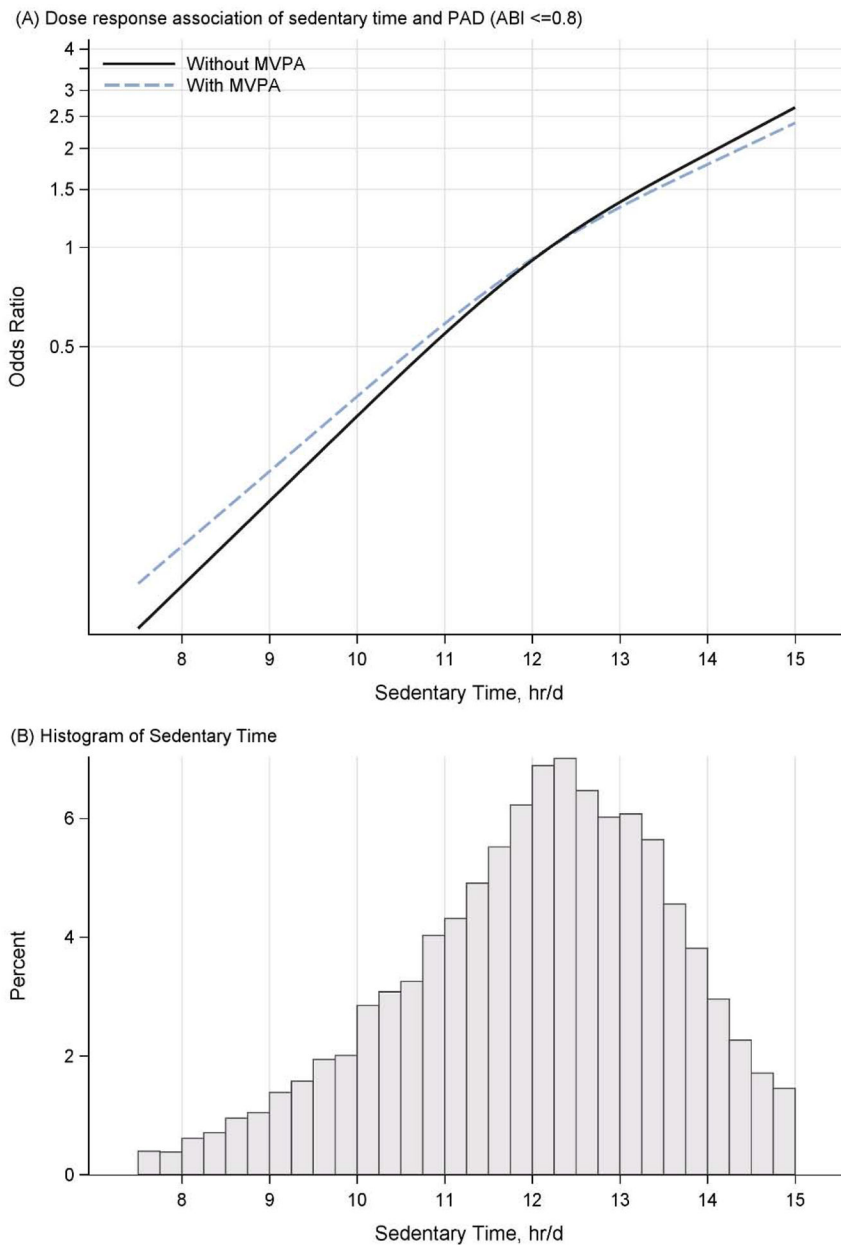 (A) Dose response association of sedentary time and PAD (ABI <=0.8)
4
Without MVPA
With MVPA
3
2.5
2
1.5
1
0.5
Odds Ratio
8 9 10 11 12 13 14 15
Sedentary Time, hr/d
(B) Histogram of Sedentary Time
6
4
2
0
Percent
8 9 10 11 12 13 14 15
Sedentary Time, hr/d